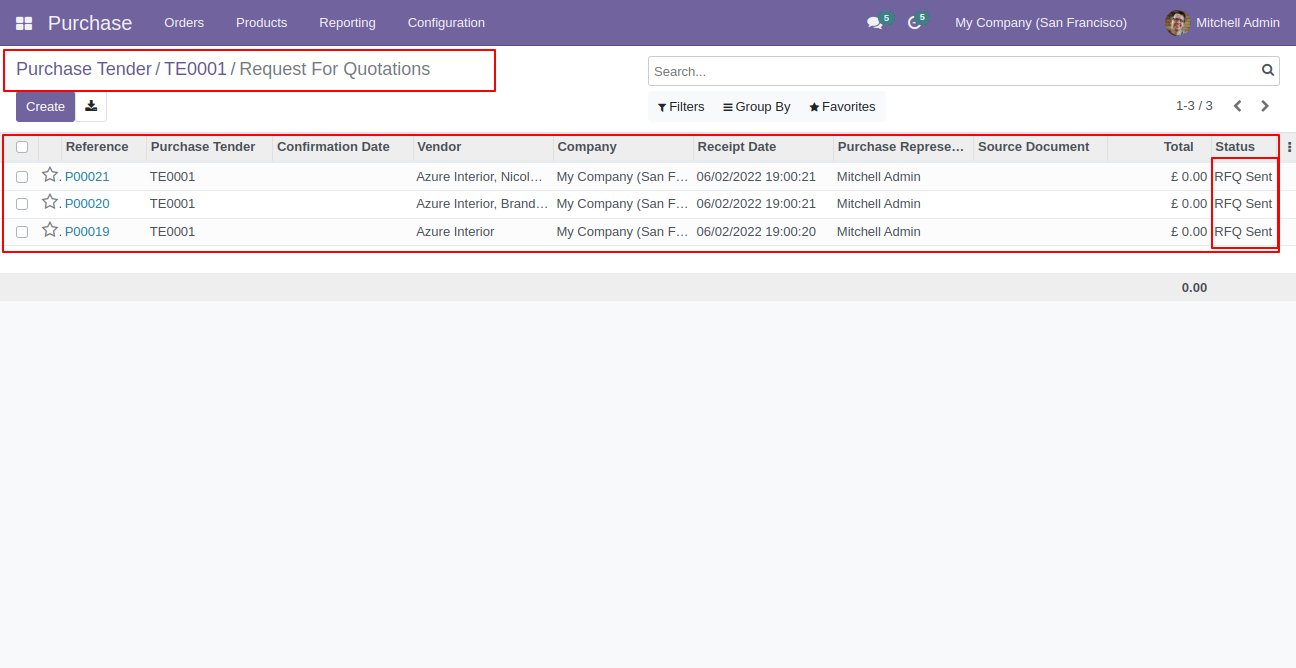 Purchase Orders Products Reporting Configuration 5 5 My Company (San Francisco) Mitchell Admin
Purchase Tender / TE0001 / Request For Quotations
Search...
Create Filters Group By Favorites 1-3 / 3
Reference Purchase Tender Confirmation Date Vendor Company Receipt Date Purchase Represe... Source Document Total Status
P00021 TE0001 Azure Interior, Nicol... My Company (San F... 06/02/2022 19:00:21 Mitchell Admin £ 0.00 RFQ Sent
P00020 TE0001 Azure Interior, Brand... My Company (San F... 06/02/2022 19:00:21 Mitchell Admin £ 0.00 RFQ Sent
P00019 TE0001 Azure Interior My Company (San F... 06/02/2022 19:00:20 Mitchell Admin £ 0.00 RFQ Sent
0.00